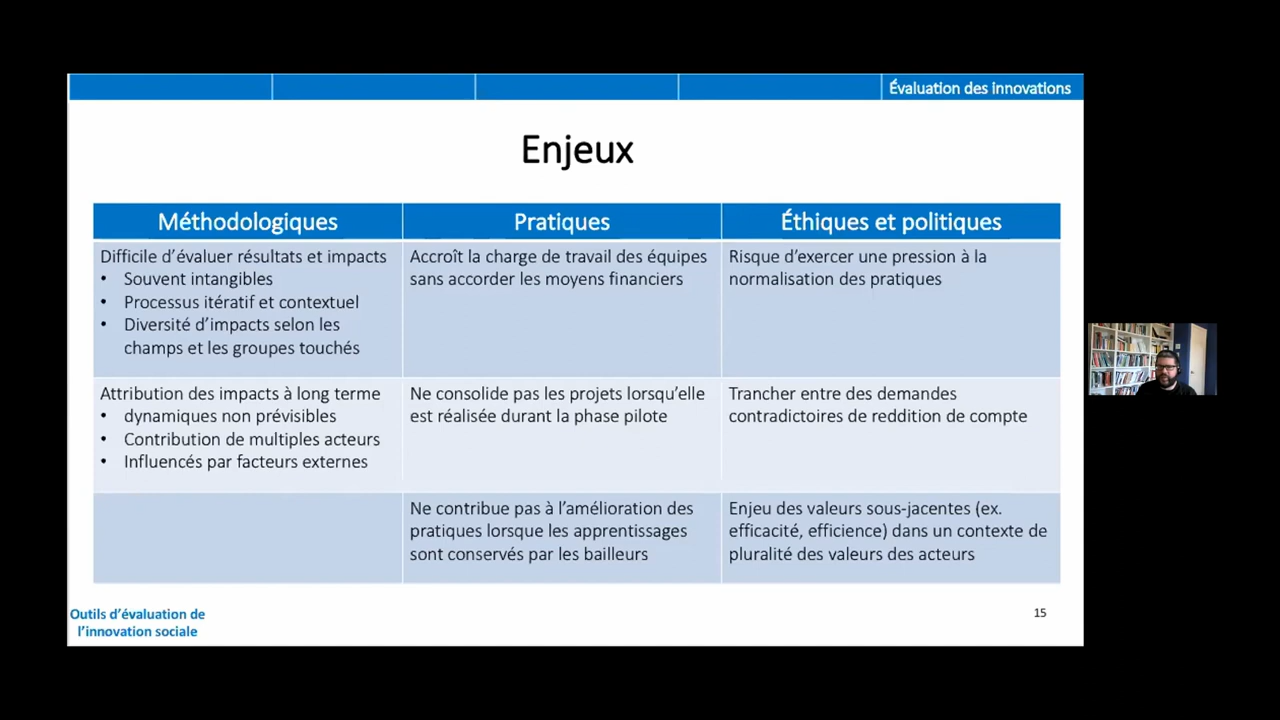 Évaluation des innovations
Enjeux
Méthodologiques
Pratiques
Éthiques et politiques
Difficile d'évaluer résultats et impacts
• Souvent intangibles
• Processus itératif et contextuel
• Diversité d'impacts selon les
champs et les groupes touchés
Accroît la charge de travail des équipes
sans accorder les moyens financiers
Risque d'exercer une pression à la
normalisation des pratiques
Attribution des impacts à long terme
• dynamiques non prévisibles
• Contribution de multiples acteurs
• Influencés par facteurs externes
Ne consolide pas les projets lorsqu'elle
est réalisée durant la phase pilote
Trancher entre des demandes
contradictoires de reddition de compte
Ne contribue pas à l'amélioration des
pratiques lorsque les apprentissages
sont conservés par les bailleurs
Enjeu des valeurs sous-jacentes (ex.
efficacité, efficience) dans un contexte de
pluralité des valeurs des acteurs
Outils d'évaluation de
l'innovation sociale
15